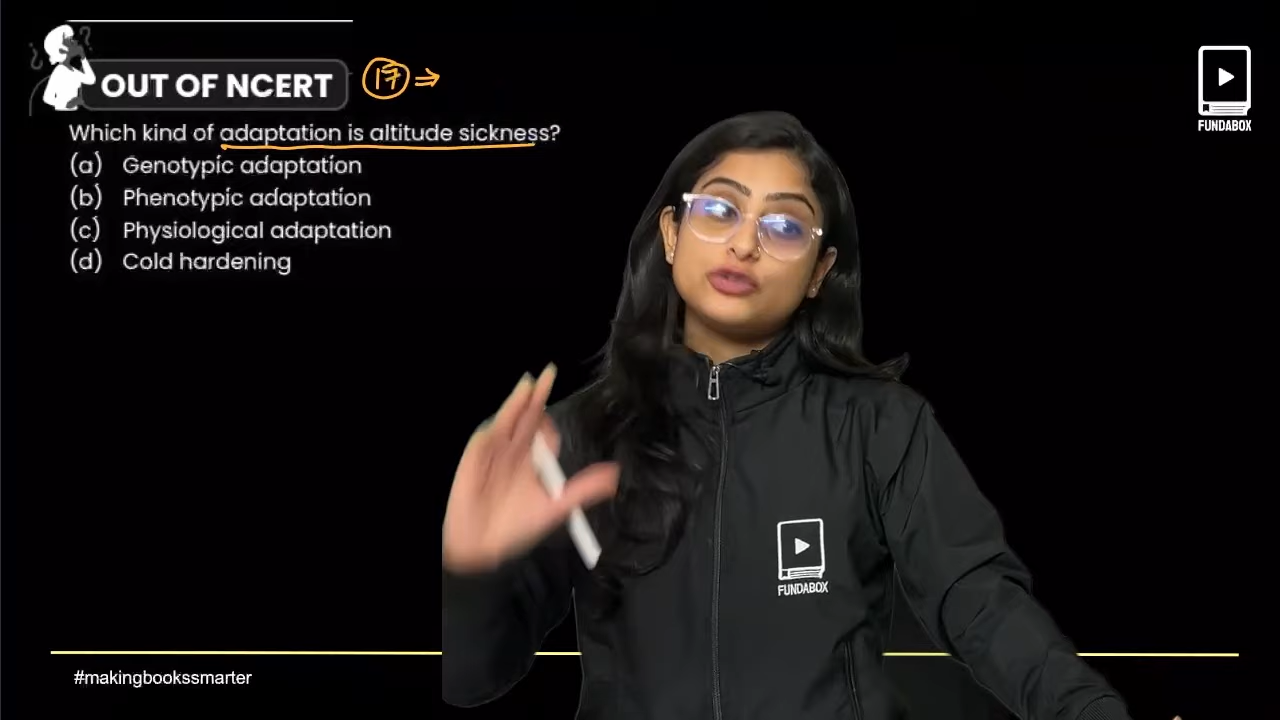 OUT OF NCERT
17 ⇒
Which kind of adaptation is altitude sickness?
(a) Genotypic adaptation
(b) Phenotypic adaptation
(c) Physiological adaptation
(d) Cold hardening
FUNDABOX
FUNDABOX
#makingbookssmarter